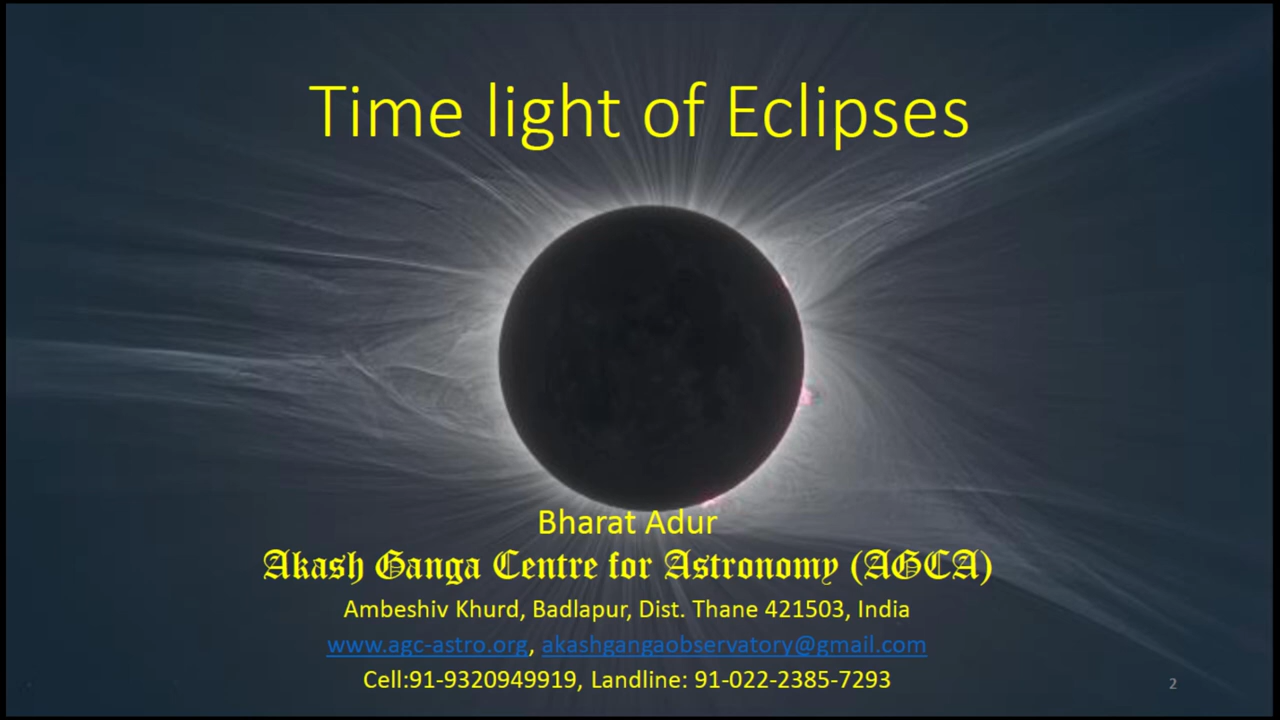 Time light of Eclipses
Bharat Adur
Akash Ganga Centre for Astronomy (AGCA)
Ambeshiv Khurd, Badlapur, Dist. Thane 421503, India
www.agc-astro.org, akashgangaobservatory@gmail.com
Cell:91-9320949919, Landline: 91-022-2385-7293
2